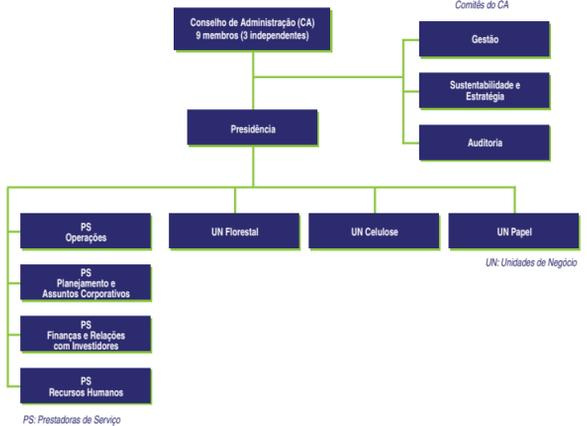 Comitês do CA
Conselho de Administração (CA)
9 membros (3 independentes)
Gestão
Sustentabilidade e
Estratégia
Presidência
Auditoria
PS
Operações
UN Florestal
UN Celulose
UN Papel
UN: Unidades de Negócio
PS
Planejamento e
Assuntos Corporativos
PS
Finanças e Relações
com Investidores
PS
Recursos Humanos
PS: Prestadoras de Serviço